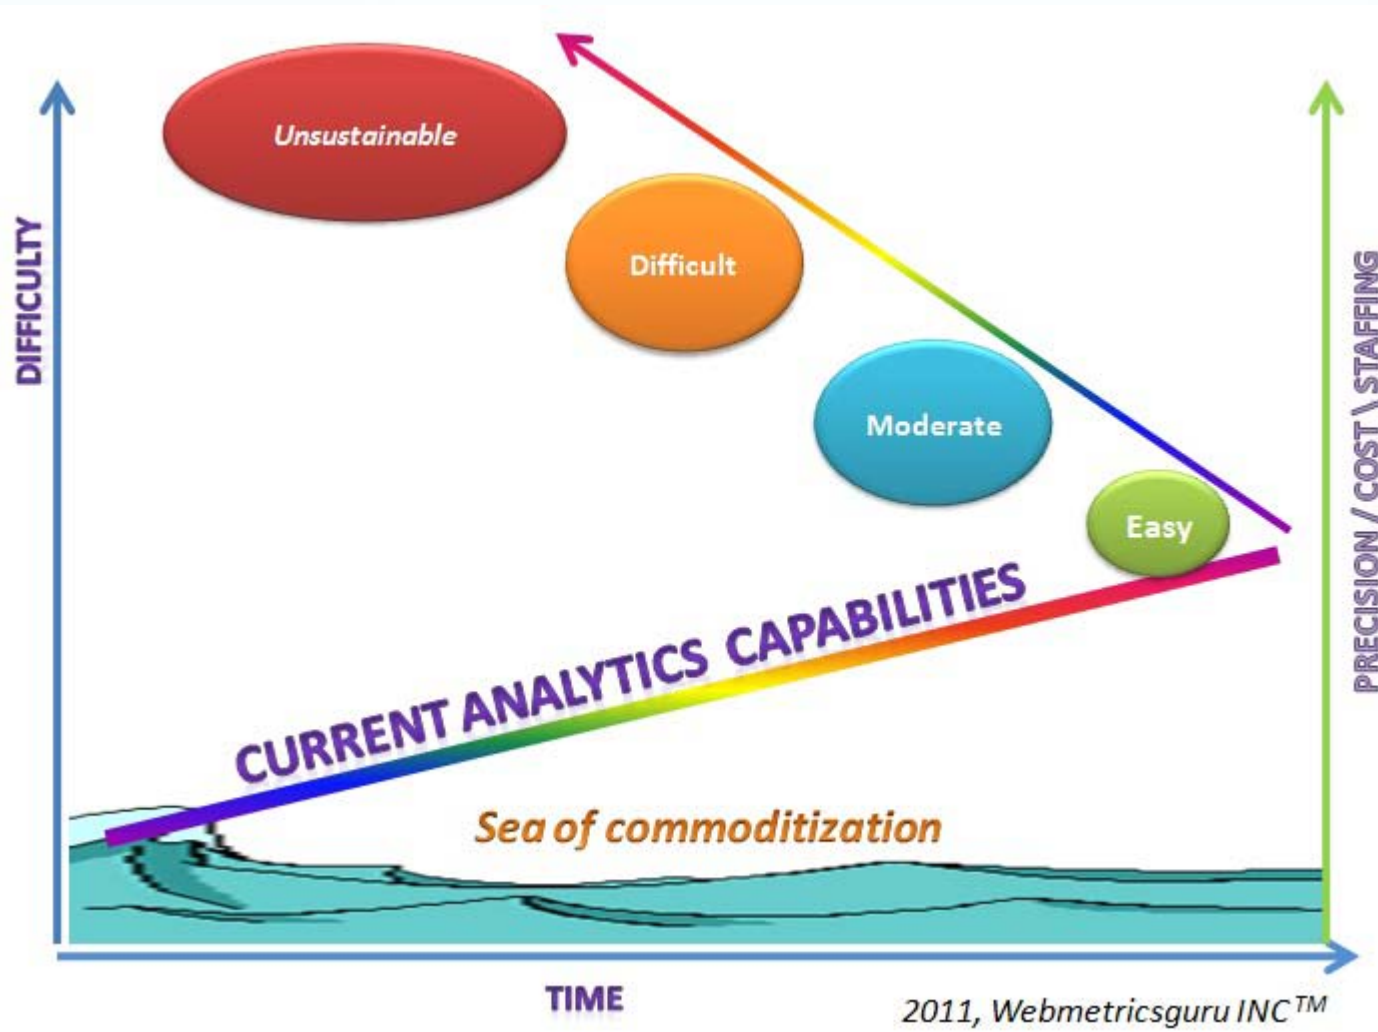 Unsustainable
Difficult
Moderate
Easy
DIFFICULTY
PRECISION / COST \ STAFFING
CURRENT ANALYTICS CAPABILITIES
Sea of commoditization
TIME
2011, Webmetricsguru INC™